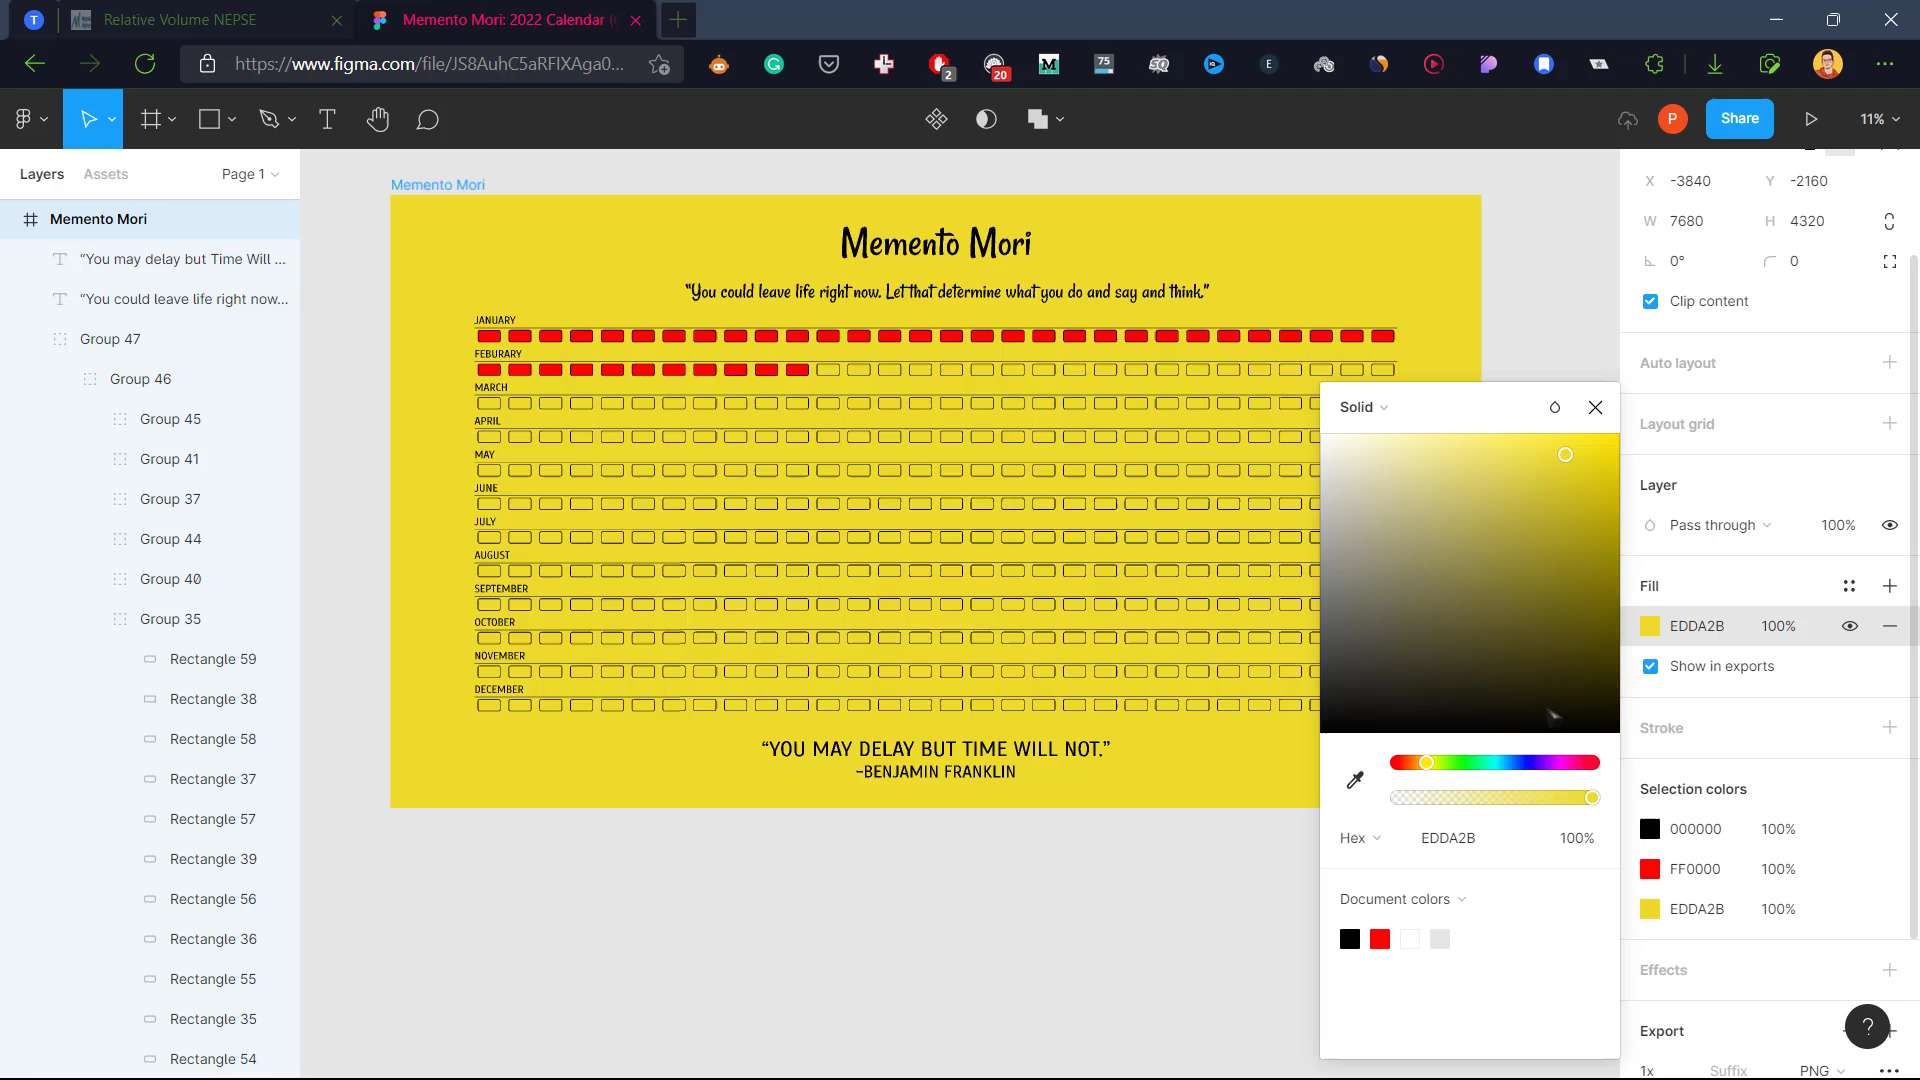 T
Relative Volume NEPSE
Memento Mori: 2022 Calendar (
https://www.figma.com/file/JS8AuhC5aRFIXAga0...
2
20
75
P
Share
11%
Layers
Assets
Page 1
Memento Mori
“You may delay but Time Will ...
“You could leave life right now...
Group 47
Group 46
Group 45
Group 41
Group 37
Group 44
Group 40
Group 35
Rectangle 59
Rectangle 38
Rectangle 58
Rectangle 37
Rectangle 57
Rectangle 39
Rectangle 56
Rectangle 36
Rectangle 55
Rectangle 35
Rectangle 54
Memento Mori
Memento Mori
“You could leave life right now. Let that determine what you do and say and think.”
JANUARY
FEBURARY
MARCH
APRIL
MAY
JUNE
JULY
AUGUST
SEPTEMBER
OCTOBER
NOVEMBER
DECEMBER
“YOU MAY DELAY BUT TIME WILL NOT.”
-BENJAMIN FRANKLIN
Solid
Hex
EDDA2B
100%
Document colors
X -3840
Y -2160
W 7680
H 4320
0°
0
Clip content
Auto layout
Layout grid
Layer
Pass through
100%
Fill
EDDA2B
100%
Show in exports
Stroke
Selection colors
000000
100%
FF0000
100%
EDDA2B
100%
Effects
Export
?
1x
Suffix
PNG